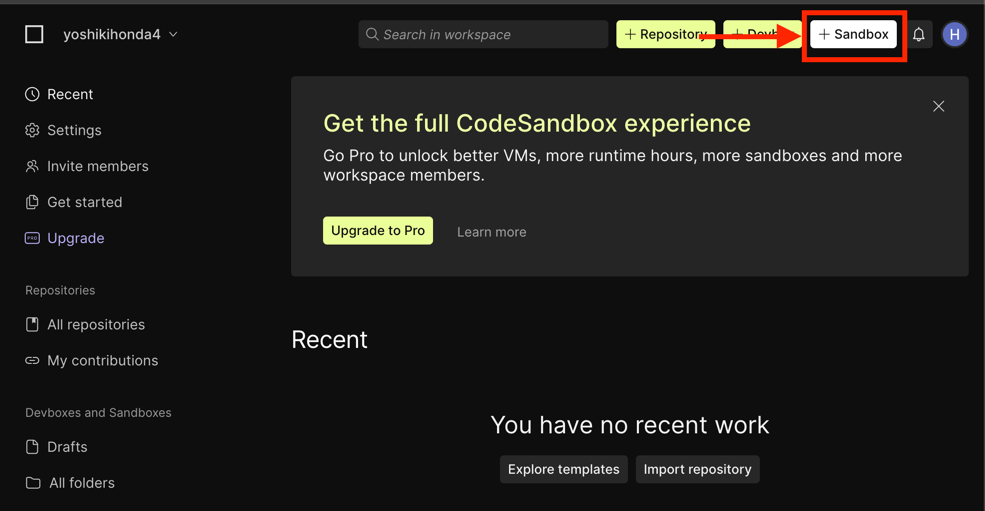 yoshikihonda4
Search in workspace
+ Repository
+ Sandbox
H
Recent
Settings
Invite members
Get started
PRO
Upgrade
Repositories
All repositories
My contributions
Devboxes and Sandboxes
Drafts
All folders
Get the full CodeSandbox experience
Go Pro to unlock better VMs, more runtime hours, more sandboxes and more
workspace members.
Upgrade to Pro
Learn more
Recent
You have no recent work
Explore templates
Import repository